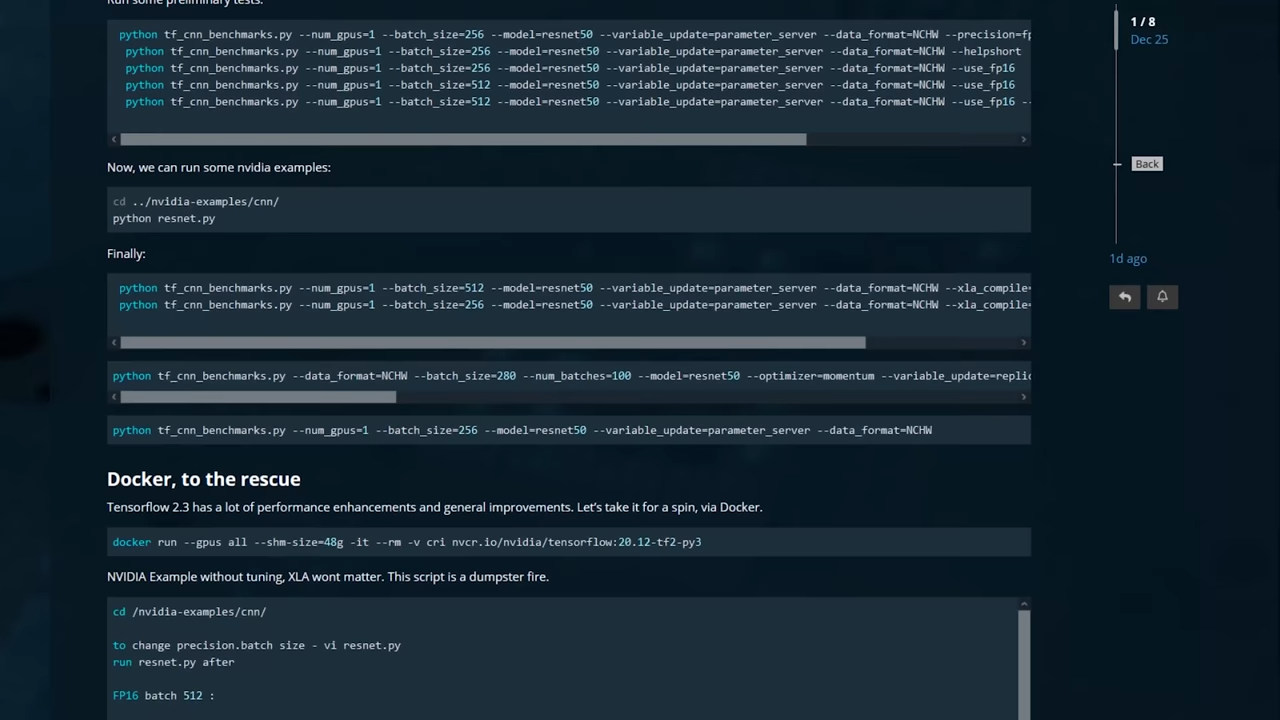 Run some preliminary tests:
python tf_cnn_benchmarks.py --num_gpus=1 --batch_size=256 --model=resnet50 --variable_update=parameter_server --data_format=NCHW --precision=fp
python tf_cnn_benchmarks.py --num_gpus=1 --batch_size=256 --model=resnet50 --variable_update=parameter_server --data_format=NCHW --helpshort
python tf_cnn_benchmarks.py --num_gpus=1 --batch_size=256 --model=resnet50 --variable_update=parameter_server --data_format=NCHW --use_fp16
python tf_cnn_benchmarks.py --num_gpus=1 --batch_size=512 --model=resnet50 --variable_update=parameter_server --data_format=NCHW --use_fp16
python tf_cnn_benchmarks.py --num_gpus=1 --batch_size=512 --model=resnet50 --variable_update=parameter_server --data_format=NCHW --use_fp16 --
Now, we can run some nvidia examples:
cd ../nvidia-examples/cnn/
python resnet.py
Finally:
python tf_cnn_benchmarks.py --num_gpus=1 --batch_size=512 --model=resnet50 --variable_update=parameter_server --data_format=NCHW --xla_compile=
python tf_cnn_benchmarks.py --num_gpus=1 --batch_size=256 --model=resnet50 --variable_update=parameter_server --data_format=NCHW --xla_compile=
python tf_cnn_benchmarks.py --data_format=NCHW --batch_size=280 --num_batches=100 --model=resnet50 --optimizer=momentum --variable_update=replic
python tf_cnn_benchmarks.py --num_gpus=1 --batch_size=256 --model=resnet50 --variable_update=parameter_server --data_format=NCHW
Docker, to the rescue
Tensorflow 2.3 has a lot of performance enhancements and general improvements. Let's take it for a spin, via Docker.
docker run --gpus all --shm-size=48g -it --rm -v cri nvcr.io/nvidia/tensorflow:20.12-tf2-py3
NVIDIA Example without tuning, XLA wont matter. This script is a dumpster fire.
cd /nvidia-examples/cnn/
to change precision.batch size - vi resnet.py
run resnet.py after
FP16 batch 512 :
1 / 8
Dec 25
Back
1d ago